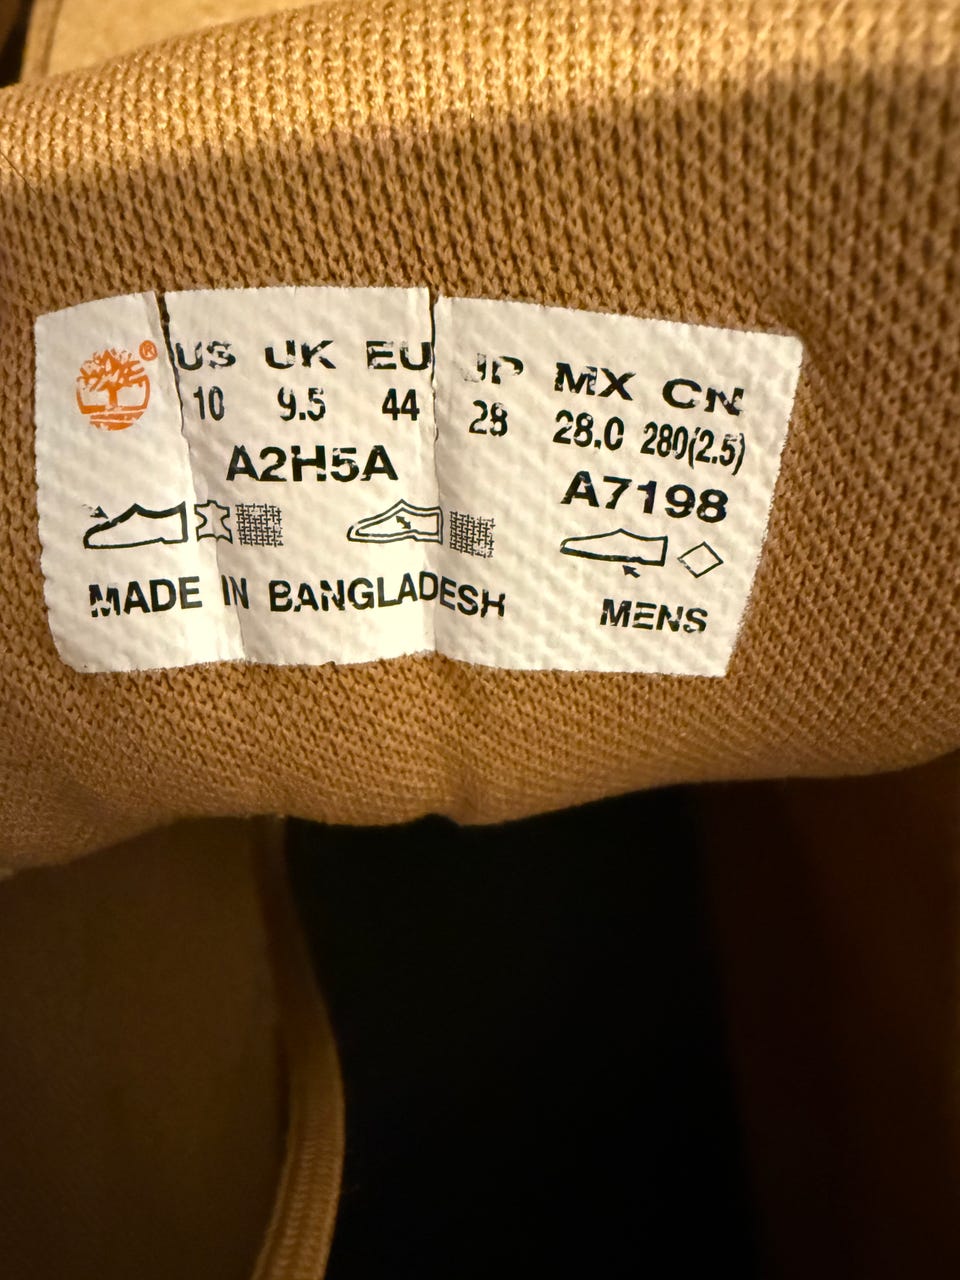 ®
US UK EU JP MX CN
10 9.5 44 28 28.0 280(2.5)
A2H5A A7198
MADE IN BANGLADESH MENS